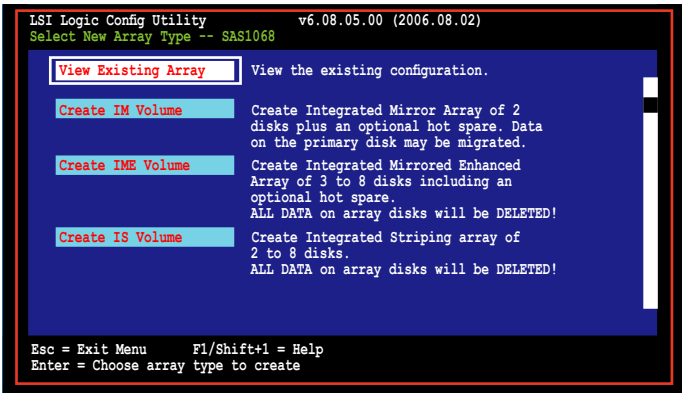 LSI Logic Config Utility v6.08.05.00 (2006.08.02)
Select New Array Type -- SAS1068
View Existing Array View the existing configuration.
Create IM Volume Create Integrated Mirror Array of 2
disks plus an optional hot spare. Data
on the primary disk may be migrated.
Create IME Volume Create Integrated Mirrored Enhanced
Array of 3 to 8 disks including an
optional hot spare.
ALL DATA on array disks will be DELETED!
Create IS Volume Create Integrated Striping array of
2 to 8 disks.
ALL DATA on array disks will be DELETED!
Esc = Exit Menu F1/Shift+1 = Help
Enter = Choose array type to create